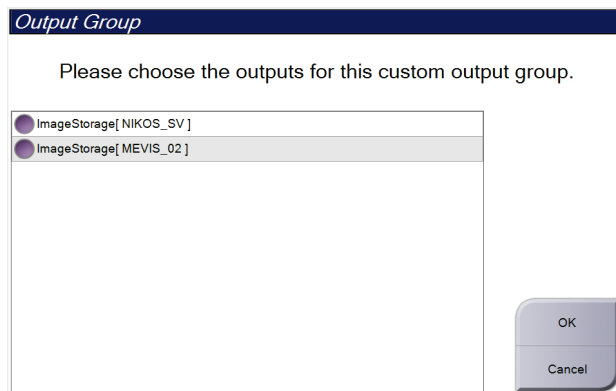 Output Group
Please choose the outputs for this custom output group.
ImageStorage[ NIKOS_SV ]
ImageStorage[ MEVIS_02 ]
OK
Cancel